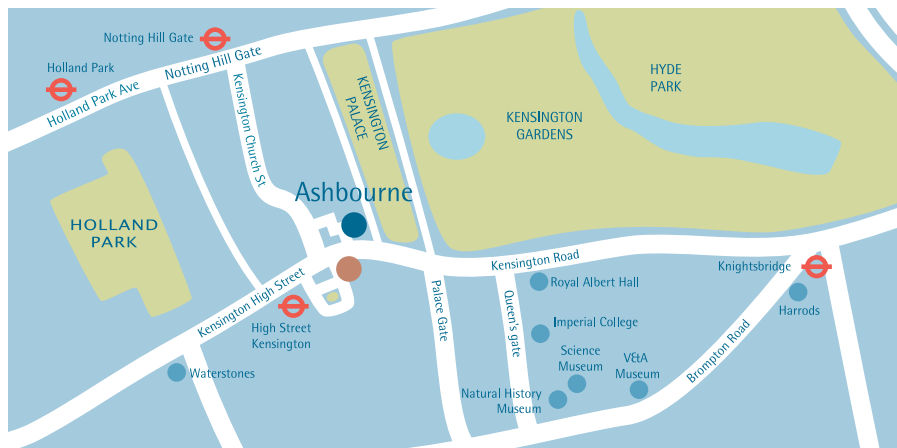 Notting Hill Gate
Holland Park
Notting Hill Gate
Holland Park Ave
Kensington Church St
KENSINGTON
PALACE
HYDE
PARK
KENSINGTON
GARDENS
Ashbourne
HOLLAND
PARK
Kensington Road
Knightsbridge
Kensington High Street
Royal Albert Hall
Harrods
Palace Gate
Queen's gate
High Street
Kensington
Imperial College
Science
Museum
V&A
Museum
Brompton Road
Waterstones
Natural History
Museum